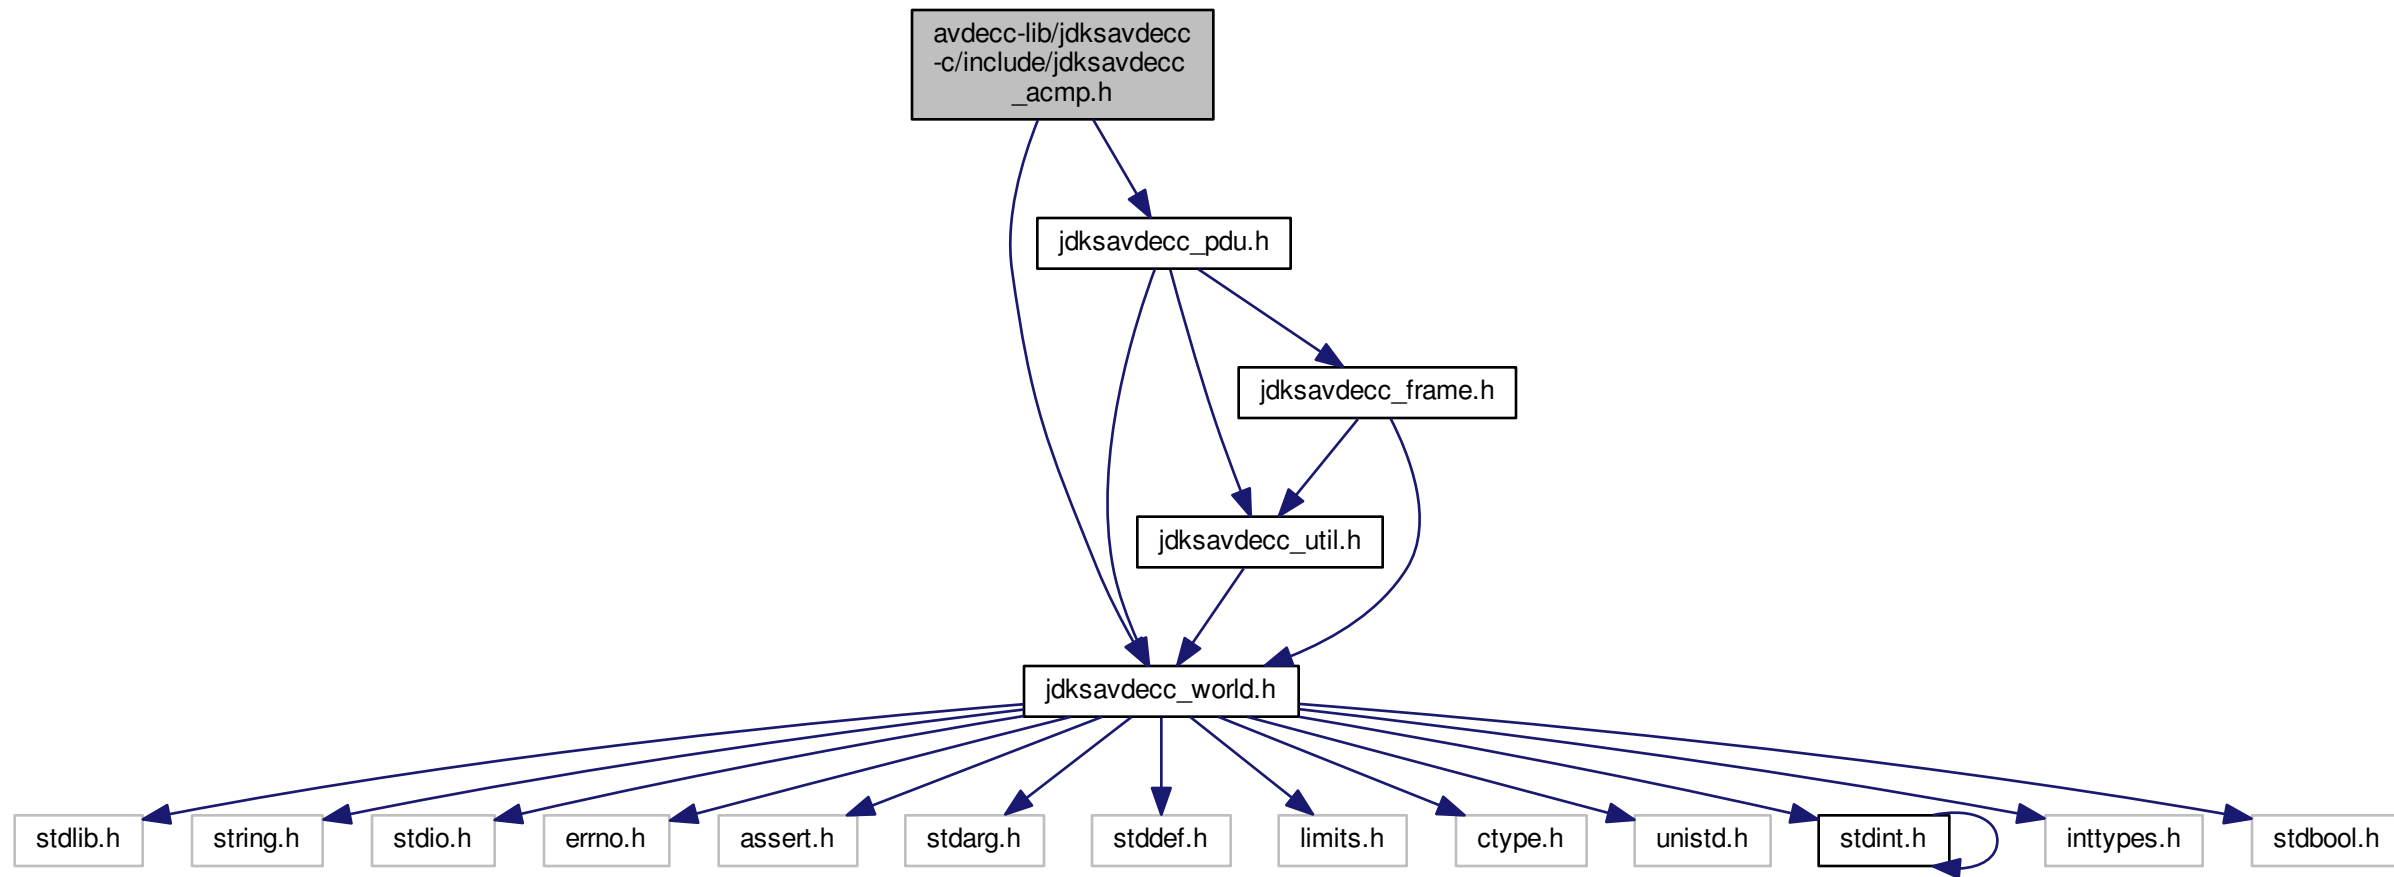 avdecc-lib/jdksavdecc
-c/include/jdksavdecc
_acmp.h
jdksavdecc_pdu.h
jdksavdecc_frame.h
jdksavdecc_util.h
jdksavdecc_world.h
stdlib.h
string.h
stdio.h
errno.h
assert.h
stdarg.h
stddef.h
limits.h
ctype.h
unistd.h
stdint.h
inttypes.h
stdbool.h